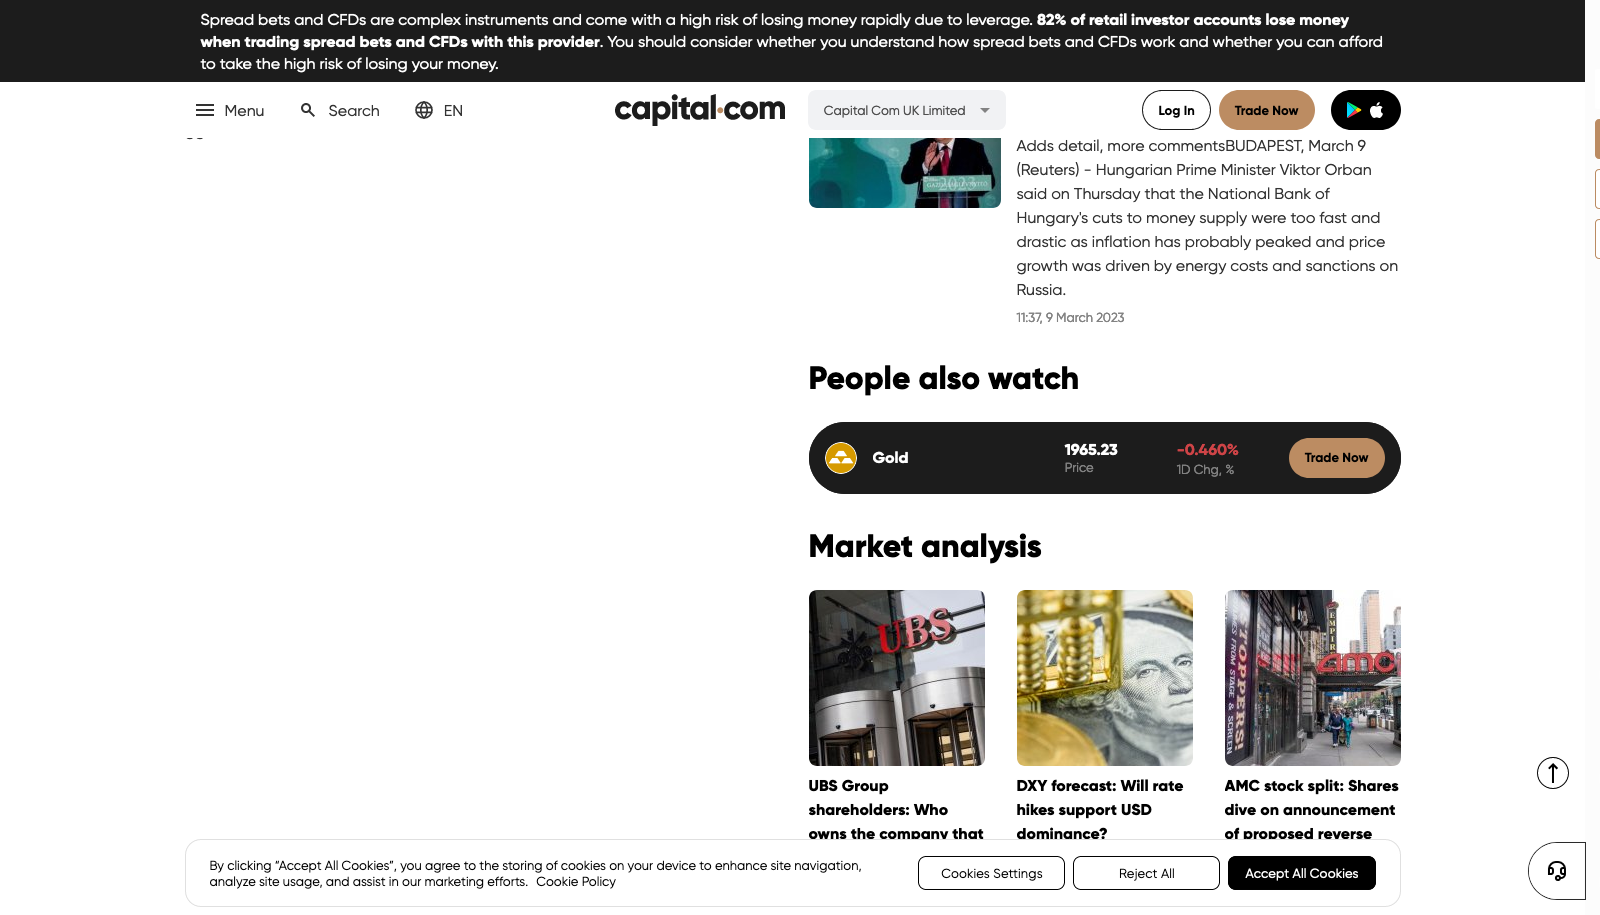 Spread bets and CFDs are complex instruments and come with a high risk of losing money rapidly due to leverage. 82% of retail investor accounts lose money
when trading spread bets and CFDs with this provider. You should consider whether you understand how spread bets and CFDs work and whether you can afford
to take the high risk of losing your money.
Menu
Search
EN
capital.com
Capital Com UK Limited
Log In
Trade Now
Adds detail, more commentsBUDAPEST, March 9
(Reuters) - Hungarian Prime Minister Viktor Orban
said on Thursday that the National Bank of
Hungary's cuts to money supply were too fast and
drastic as inflation has probably peaked and price
growth was driven by energy costs and sanctions on
Russia.
11:37, 9 March 2023
People also watch
Gold
1965.23
Price
-0.460%
1D Chg, %
Trade Now
Market analysis
UBS
EMPIRE
amc
UBS Group
shareholders: Who
owns the company that
DXY forecast: Will rate
hikes support USD
dominance?
AMC stock split: Shares
dive on announcement
of proposed reverse
By clicking “Accept All Cookies”, you agree to the storing of cookies on your device to enhance site navigation,
analyze site usage, and assist in our marketing efforts. Cookie Policy
Cookies Settings
Reject All
Accept All Cookies